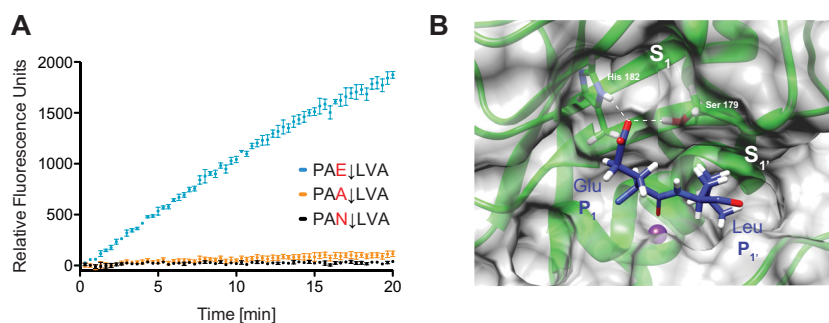 A
Relative Fluorescence Units
2000
1500
1000
500
0
0
5
10
15
20
Time [min]
PAE↓LVA
PAA↓LVA
PAN↓LVA
B
S1
His 182
Ser 179
S1'
Glu
P1
Leu
P1'